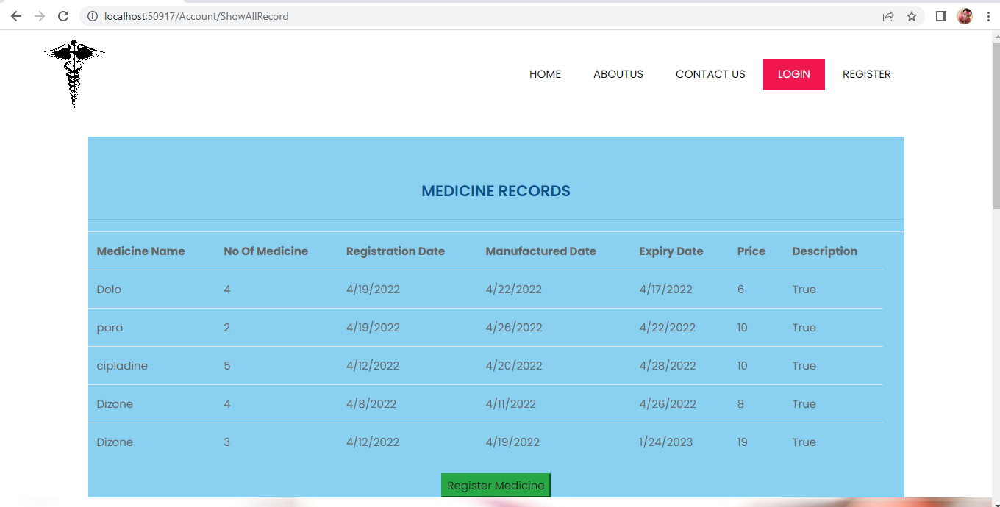 localhost:50917/Account/ShowAllRecord
HOME ABOUTUS CONTACT US LOGIN REGISTER
MEDICINE RECORDS
Medicine Name No Of Medicine Registration Date Manufactured Date Expiry Date Price Description
Dolo 4 4/19/2022 4/22/2022 4/17/2022 6 True
para 2 4/19/2022 4/26/2022 4/22/2022 10 True
cipladine 5 4/12/2022 4/20/2022 4/28/2022 10 True
Dizone 4 4/8/2022 4/11/2022 4/26/2022 8 True
Dizone 3 4/12/2022 4/19/2022 1/24/2023 19 True
Register Medicine